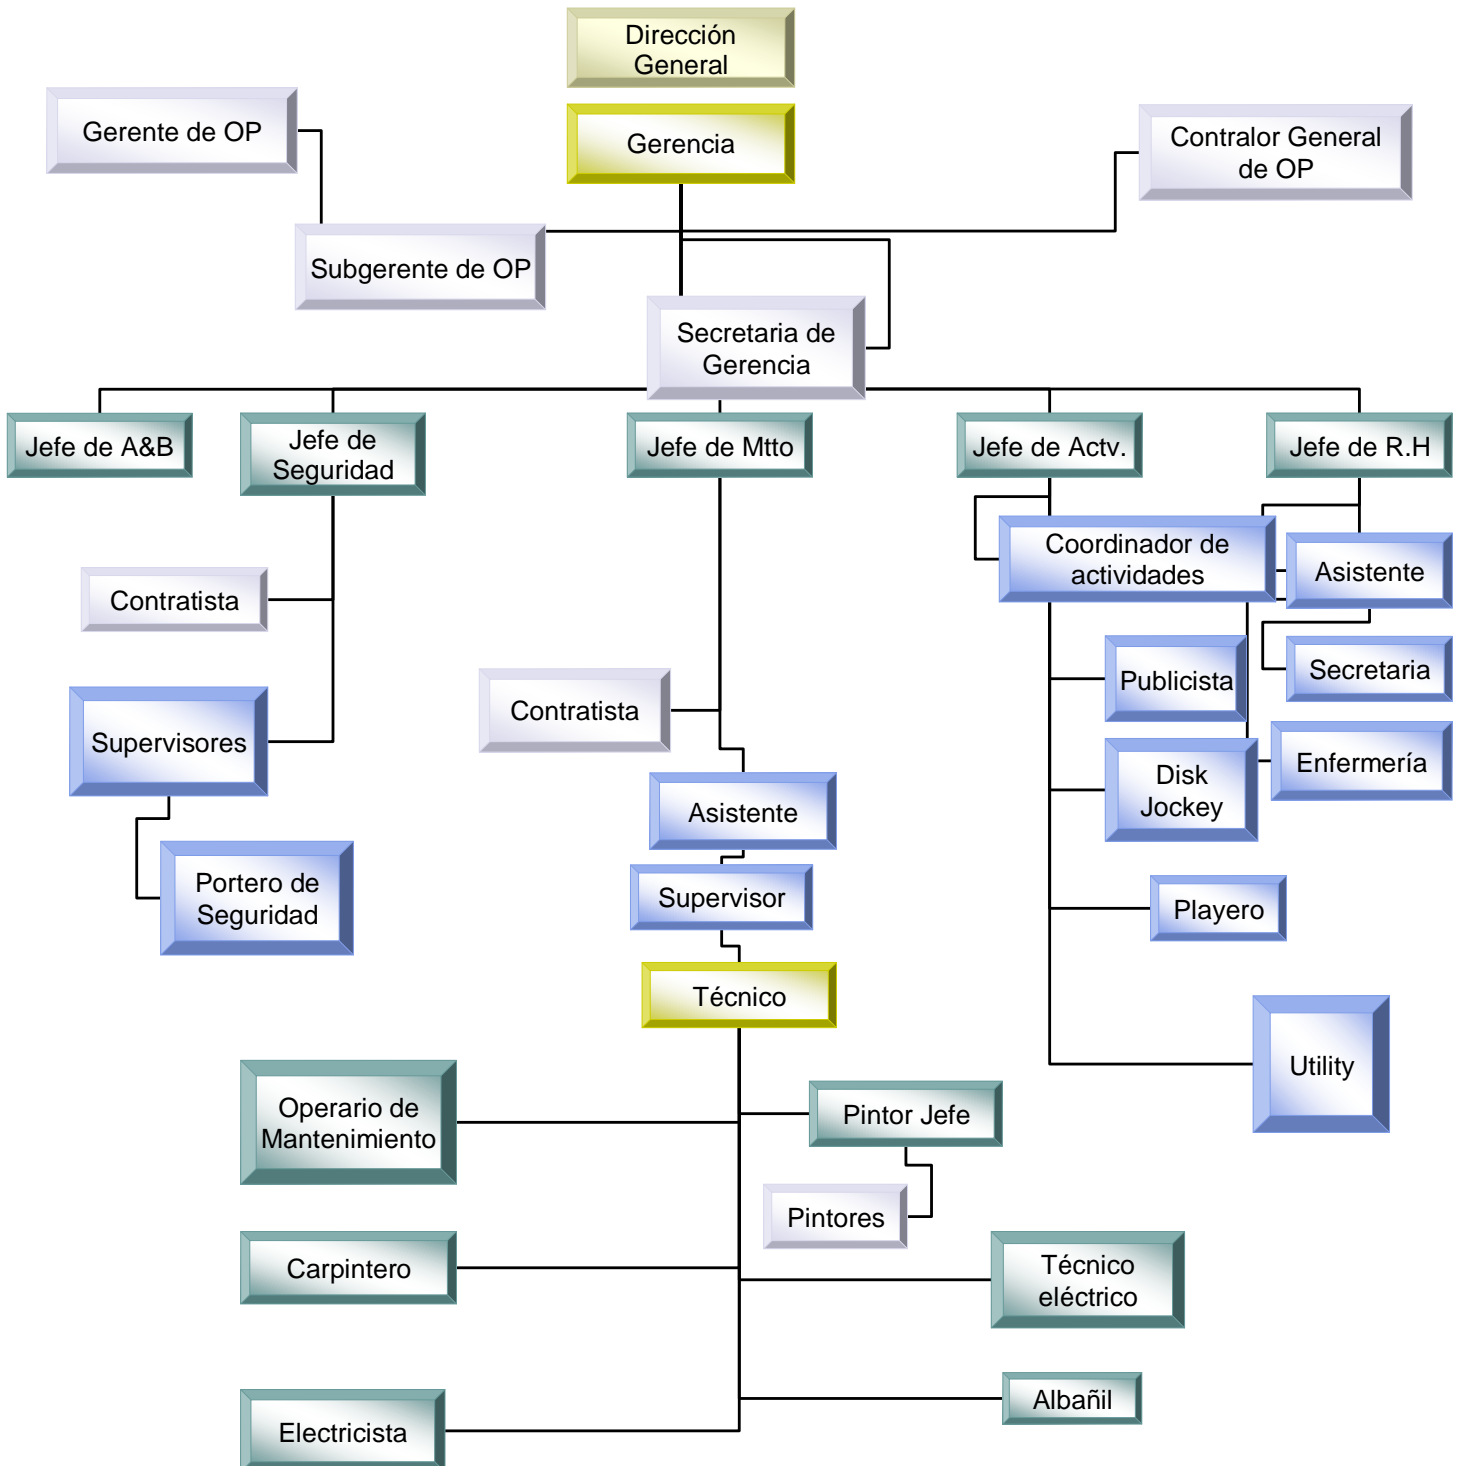 Dirección
General
Gerente de OP
Gerencia
Contralor General
de OP
Subgerente de OP
Secretaria de
Gerencia
Jefe de A&B
Jefe de
Seguridad
Jefe de Mtto
Jefe de Actv.
Jefe de R.H
Coordinador de
actividades
Asistente
Contratista
Publicista
Secretaria
Contratista
Supervisores
Disk
Jockey
Enfermería
Asistente
Portero de
Seguridad
Supervisor
Playero
Técnico
Utility
Operario de
Mantenimiento
Pintor Jefe
Pintores
Carpintero
Técnico
eléctrico
Albañil
Electricista